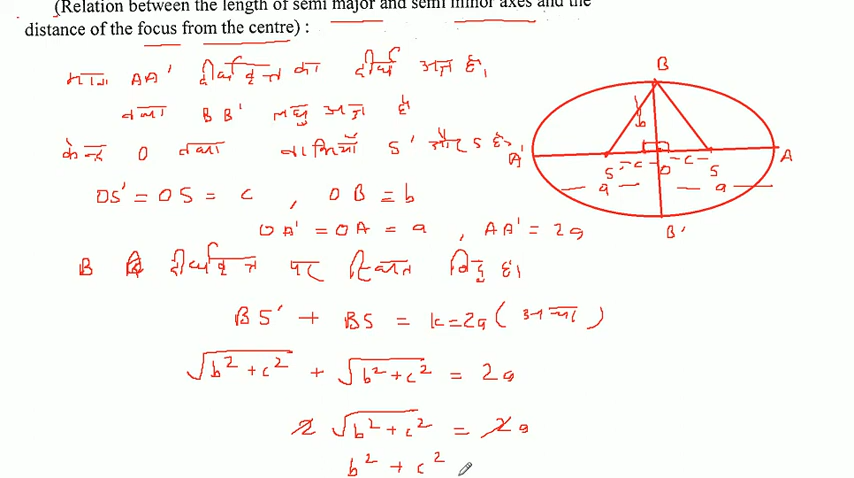 (Relation between the length of semi major and semi minor axes and the
distance of the focus from the centre) :
माना AA' दीर्घवृत्त का दीर्घ अक्ष है।
तथा BB' लघु अक्ष है
केन्द्र O तथा नाभियाँ S' और S है।
OS' = OS = c , OB = b
OA' = OA = a , AA' = 2a
B दीर्घवृत्त पर स्थित बिंदु है।
BS' + BS = k = 2a ( अचर )
√b² + c² + √b² + c² = 2a
2 √b² + c² = 2a
b² + c²
B
b
A'
A
S' - c - O - c - S
a a
B'